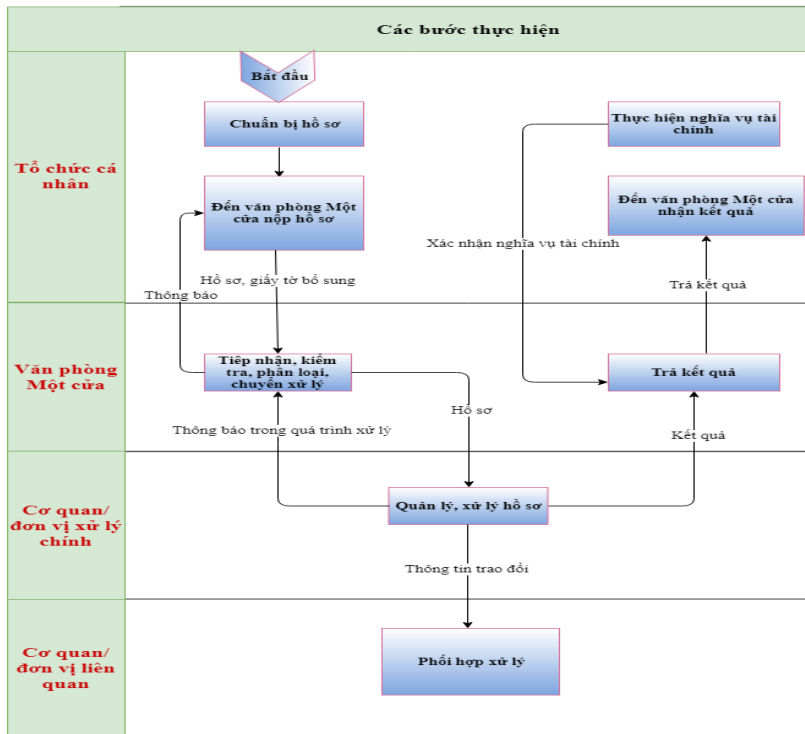 Các bước thực hiện
Tổ chức cá
nhân
Bắt đầu
Chuẩn bị hồ sơ
Đến văn phòng Một
cửa nộp hồ sơ
Hồ sơ, giấy tờ bổ sung
Thông báo
Thực hiện nghĩa vụ tài
chính
Đến văn phòng Một cửa
nhận kết quả
Xác nhận nghĩa vụ tài chính
Trả kết quả
Văn phòng
Một cửa
Tiếp nhận, kiểm
tra, phân loại,
chuyển xử lý
Trả kết quả
Hồ sơ
Thông báo trong quá trình xử lý
Kết quả
Cơ quan/
đơn vị xử lý
chính
Quản lý, xử lý hồ sơ
Thông tin trao đổi
Cơ quan/
đơn vị liên
quan
Phối hợp xử lý